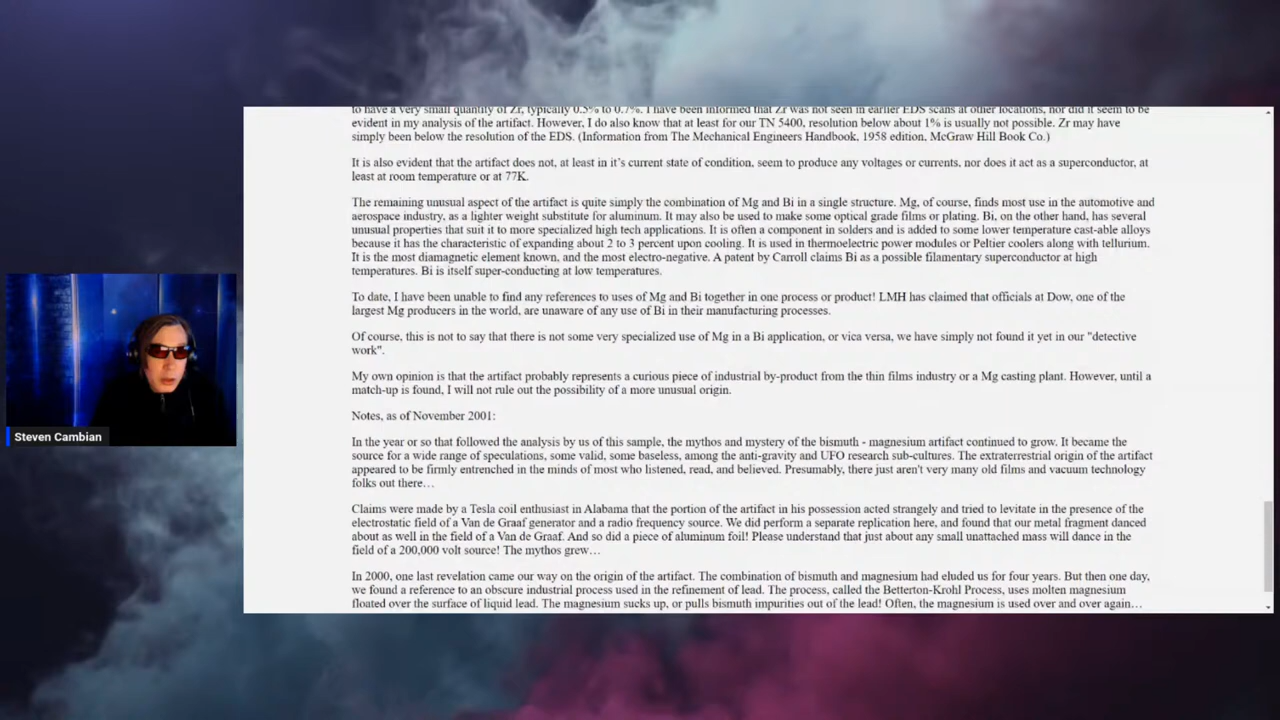 to have a very small quantity of Zr, typically 0.5% to 0.7%. I have been informed that Zr was not seen in earlier EDS scans at other locations, nor did it seem to be
evident in my analysis of the artifact. However, I do also know that at least for our TN 5400, resolution below about 1% is usually not possible. Zr may have
simply been below the resolution of the EDS. (Information from The Mechanical Engineers Handbook, 1958 edition, McGraw Hill Book Co.)
It is also evident that the artifact does not, at least in it's current state of condition, seem to produce any voltages or currents, nor does it act as a superconductor, at
least at room temperature or at 77K.
The remaining unusual aspect of the artifact is quite simply the combination of Mg and Bi in a single structure. Mg, of course, finds most use in the automotive and
aerospace industry, as a lighter weight substitute for aluminum. It may also be used to make some optical grade films or plating. Bi, on the other hand, has several
unusual properties that suit it to more specialized high tech applications. It is often a component in solders and is added to some lower temperature cast-able alloys
because it has the characteristic of expanding about 2 to 3 percent upon cooling. It is used in thermoelectric power modules or Peltier coolers along with tellurium.
It is the most diamagnetic element known, and the most electro-negative. A patent by Carroll claims Bi as a possible filamentary superconductor at high
temperatures. Bi is itself super-conducting at low temperatures.
To date, I have been unable to find any references to uses of Mg and Bi together in one process or product! LMH has claimed that officials at Dow, one of the
largest Mg producers in the world, are unaware of any use of Bi in their manufacturing processes.
Of course, this is not to say that there is not some very specialized use of Mg in a Bi application, or vica versa, we have simply not found it yet in our "detective
work".
My own opinion is that the artifact probably represents a curious piece of industrial by-product from the thin films industry or a Mg casting plant. However, until a
match-up is found, I will not rule out the possibility of a more unusual origin.
Notes, as of November 2001:
In the year or so that followed the analysis by us of this sample, the mythos and mystery of the bismuth - magnesium artifact continued to grow. It became the
source for a wide range of speculations, some valid, some baseless, among the anti-gravity and UFO research sub-cultures. The extraterrestrial origin of the artifact
appeared to be firmly entrenched in the minds of most who listened, read, and believed. Presumably, there just aren't very many old films and vacuum technology
folks out there…
Claims were made by a Tesla coil enthusiast in Alabama that the portion of the artifact in his possession acted strangely and tried to levitate in the presence of the
electrostatic field of a Van de Graaf generator and a radio frequency source. We did perform a separate replication here, and found that our metal fragment danced
about as well in the field of a Van de Graaf. And so did a piece of aluminum foil! Please understand that just about any small unattached mass will dance in the
field of a 200,000 volt source! The mythos grew…
In 2000, one last revelation came our way on the origin of the artifact. The combination of bismuth and magnesium had eluded us for four years. But then one day,
we found a reference to an obscure industrial process used in the refinement of lead. The process, called the Betterton-Krohl Process, uses molten magnesium
floated over the surface of liquid lead. The magnesium sucks up, or pulls bismuth impurities out of the lead! Often, the magnesium is used over and over again…
Steven Cambian